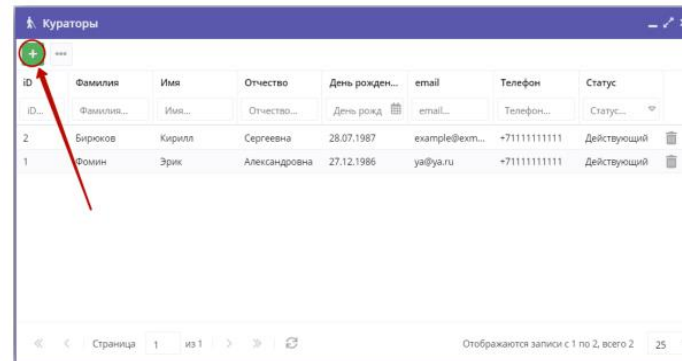 Кураторы
+ •••
iD Фамилия Имя Отчество День рожден... email Телефон Статус
iD... Фамилия... Имя... Отчество... День рожд email... Телефон... Статус...
2 Бирюков Кирилл Сергеевна 28.07.1987 example@exm... +71111111111 Действующий
1 Фомин Эрик Александровна 27.12.1986 ya@ya.ru +71111111111 Действующий
« ‹ Страница 1 из 1 › » Отображаются записи с 1 по 2, всего 2 25